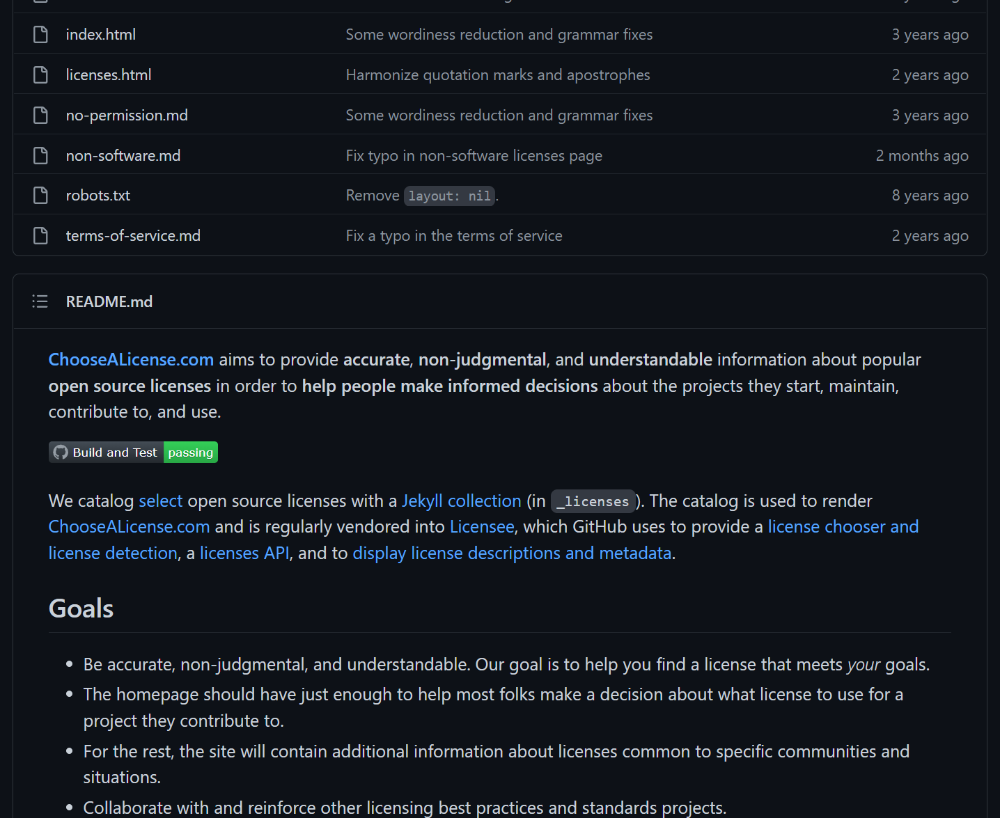 index.html Some wordiness reduction and grammar fixes 3 years ago
licenses.html Harmonize quotation marks and apostrophes 2 years ago
no-permission.md Some wordiness reduction and grammar fixes 3 years ago
non-software.md Fix typo in non-software licenses page 2 months ago
robots.txt Remove layout: nil. 8 years ago
terms-of-service.md Fix a typo in the terms of service 2 years ago
README.md
ChooseALicense.com aims to provide accurate, non-judgmental, and understandable information about popular
open source licenses in order to help people make informed decisions about the projects they start, maintain,
contribute to, and use.
Build and Test passing
We catalog select open source licenses with a Jekyll collection (in _licenses). The catalog is used to render
ChooseALicense.com and is regularly vendored into Licensee, which GitHub uses to provide a license chooser and
license detection, a licenses API, and to display license descriptions and metadata.
Goals
• Be accurate, non-judgmental, and understandable. Our goal is to help you find a license that meets your goals.
• The homepage should have just enough to help most folks make a decision about what license to use for a
project they contribute to.
• For the rest, the site will contain additional information about licenses common to specific communities and
situations.
• Collaborate with and reinforce other licensing best practices and standards projects.